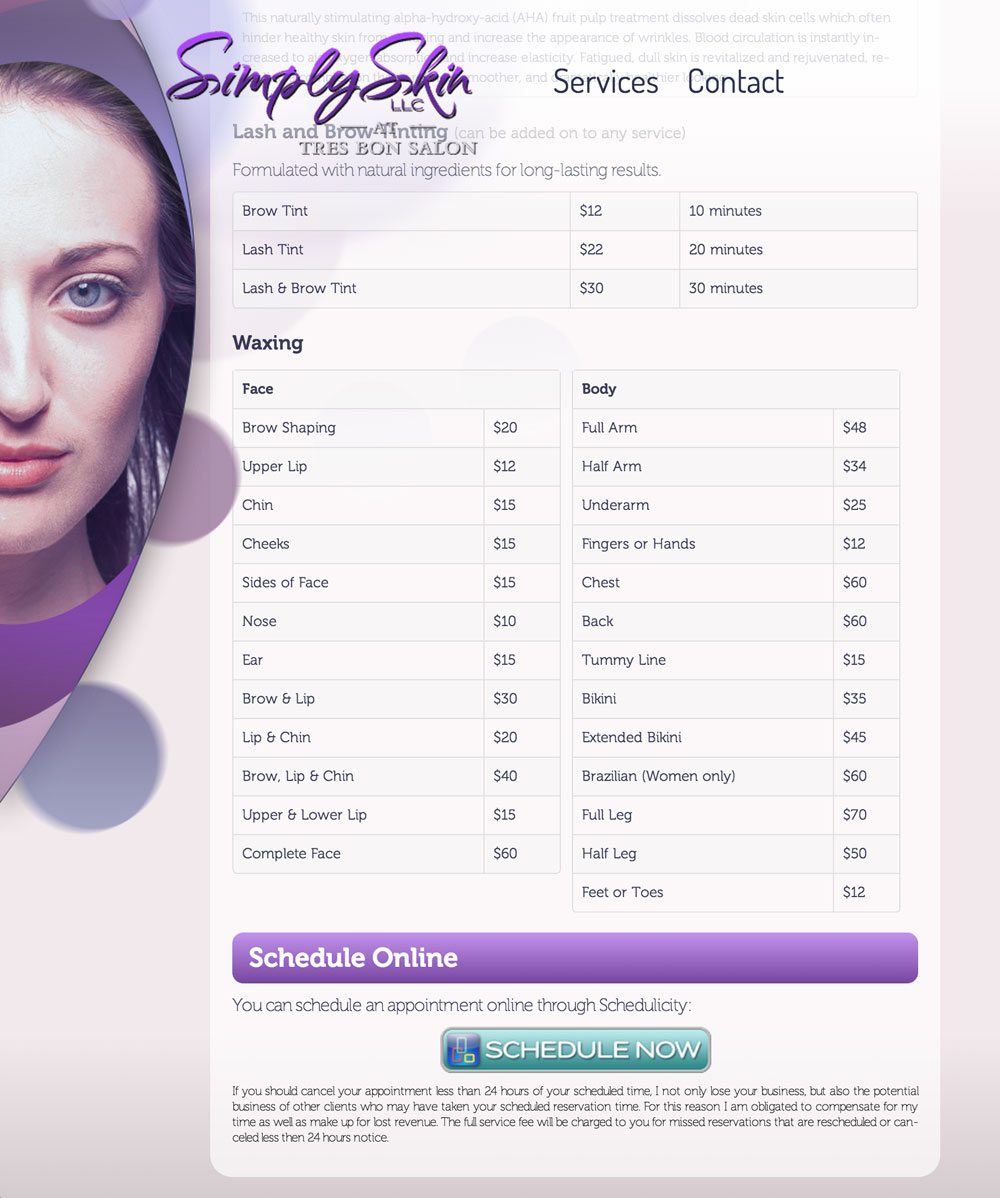 This naturally stimulating alpha-hydroxy-acid (AHA) fruit pulp treatment dissolves dead skin cells which often
hinder healthy skin from and increase the appearance of wrinkles. Blood circulation is instantly in-
creased to and increase elasticity. Fatigued, dull skin is revitalized and rejuvenated, re-
smoother, and
Simply Skin
LLC
AT
TRES BON SALON
Services Contact
Lash and Brow Tinting (can be added on to any service)
Formulated with natural ingredients for long-lasting results.
Brow Tint $12 10 minutes
Lash Tint $22 20 minutes
Lash & Brow Tint $30 30 minutes
Waxing
Face
Brow Shaping $20
Upper Lip $12
Chin $15
Cheeks $15
Sides of Face $15
Nose $10
Ear $15
Brow & Lip $30
Lip & Chin $20
Brow, Lip & Chin $40
Upper & Lower Lip $15
Complete Face $60
Body
Full Arm $48
Half Arm $34
Underarm $25
Fingers or Hands $12
Chest $60
Back $60
Tummy Line $15
Bikini $35
Extended Bikini $45
Brazilian (Women only) $60
Full Leg $70
Half Leg $50
Feet or Toes $12
Schedule Online
You can schedule an appointment online through Schedulicity:
SCHEDULE NOW
If you should cancel your appointment less than 24 hours of your scheduled time, I not only lose your business, but also the potential
business of other clients who may have taken your scheduled reservation time. For this reason I am obligated to compensate for my
time as well as make up for lost revenue. The full service fee will be charged to you for missed reservations that are rescheduled or can-
celed less then 24 hours notice.